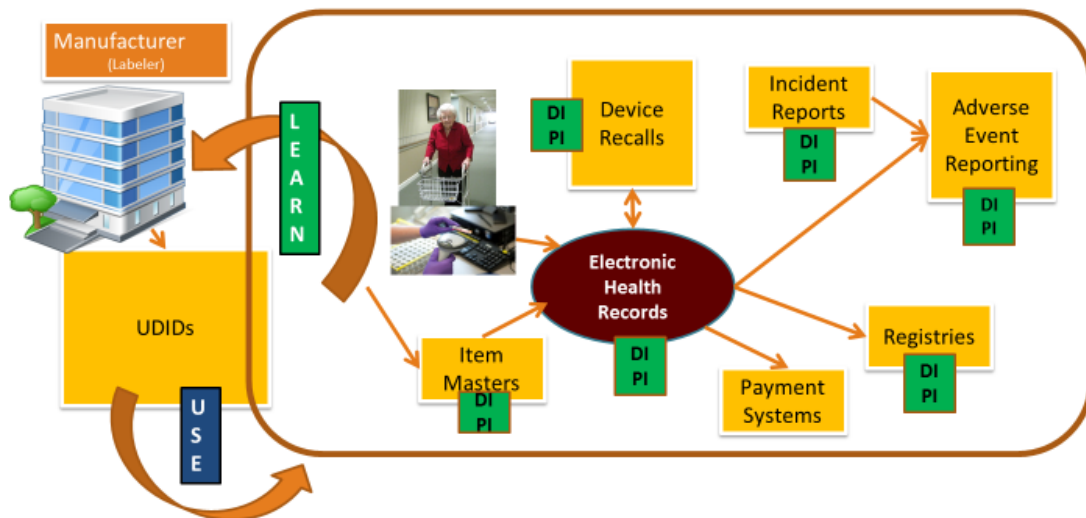 Manufacturer
(Labeler)
L
E
A
R
N
UDIDs
U
S
E
Device
Recalls
DI
PI
Incident
Reports
DI
PI
Adverse
Event
Reporting
DI
PI
Electronic
Health
Records
DI
PI
Item
Masters
DI
PI
Payment
Systems
Registries
DI
PI